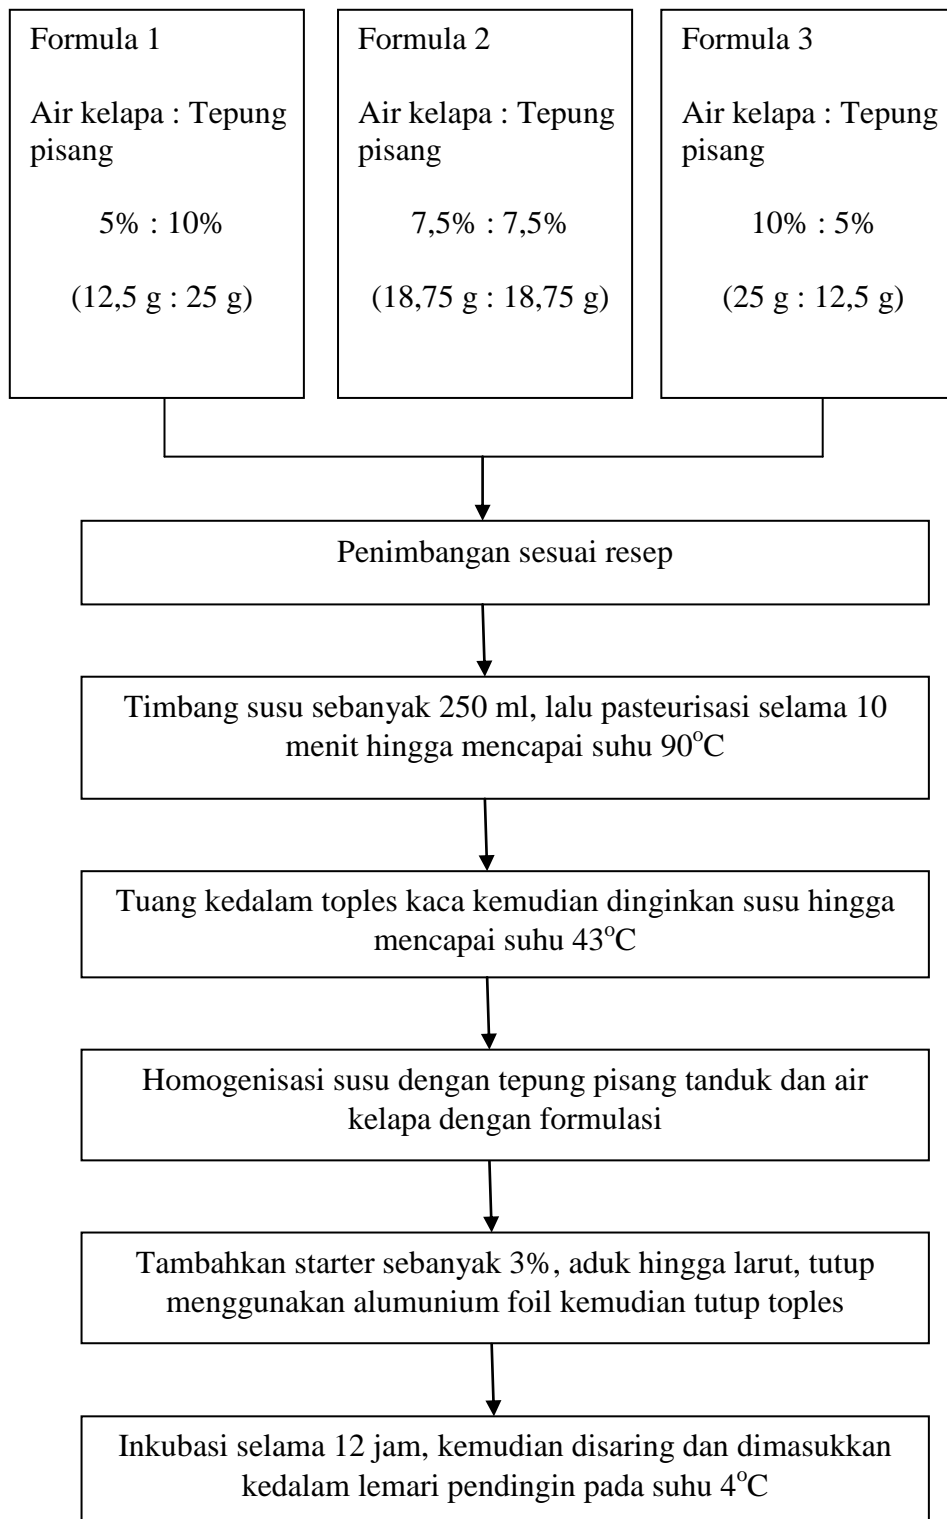 Formula 1
Air kelapa : Tepung
pisang
5% : 10%
(12,5 g : 25 g)
Formula 2
Air kelapa : Tepung
pisang
7,5% : 7,5%
(18,75 g : 18,75 g)
Formula 3
Air kelapa : Tepung
pisang
10% : 5%
(25 g : 12,5 g)
Penimbangan sesuai resep
Timbang susu sebanyak 250 ml, lalu pasteurisasi selama 10
menit hingga mencapai suhu 90°C
Tuang kedalam toples kaca kemudian dinginkan susu hingga
mencapai suhu 43°C
Homogenisasi susu dengan tepung pisang tanduk dan air
kelapa dengan formulasi
Tambahkan starter sebanyak 3%, aduk hingga larut, tutup
menggunakan alumunium foil kemudian tutup toples
Inkubasi selama 12 jam, kemudian disaring dan dimasukkan
kedalam lemari pendingin pada suhu 4°C